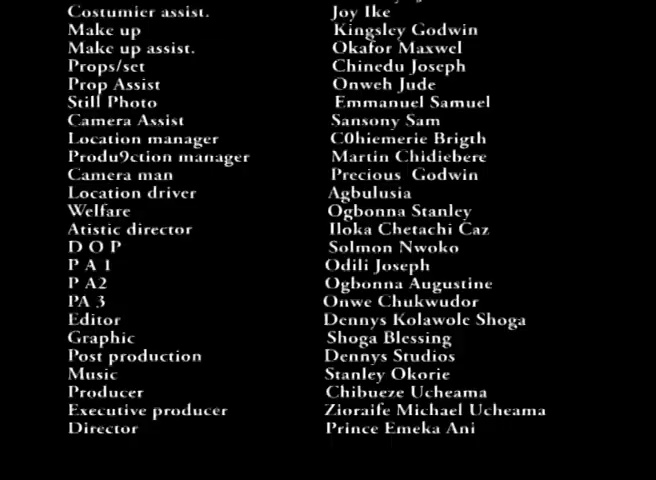 Costumier assist. Joy Ike
Make up Kingsley Godwin
Make up assist. Okafor Maxwel
Props/set Chinedu Joseph
Prop Assist Onweh Jude
Still Photo Emmanuel Samuel
Camera Assist Sansony Sam
Location manager C0hiemerie Brigth
Produ9ction manager Martin Chidiebere
Camera man Precious Godwin
Location driver Agbulusia
Welfare Ogbonna Stanley
Atistic director Iloka Chetachi Caz
D O P Solmon Nwoko
P A 1 Odili Joseph
P A2 Ogbonna Augustine
PA 3 Onwe Chukwudor
Editor Dennys Kolawole Shoga
Graphic Shoga Blessing
Post production Dennys Studios
Music Stanley Okorie
Producer Chibueze Ucheama
Executive producer Zioraife Michael Ucheama
Director Prince Emeka Ani